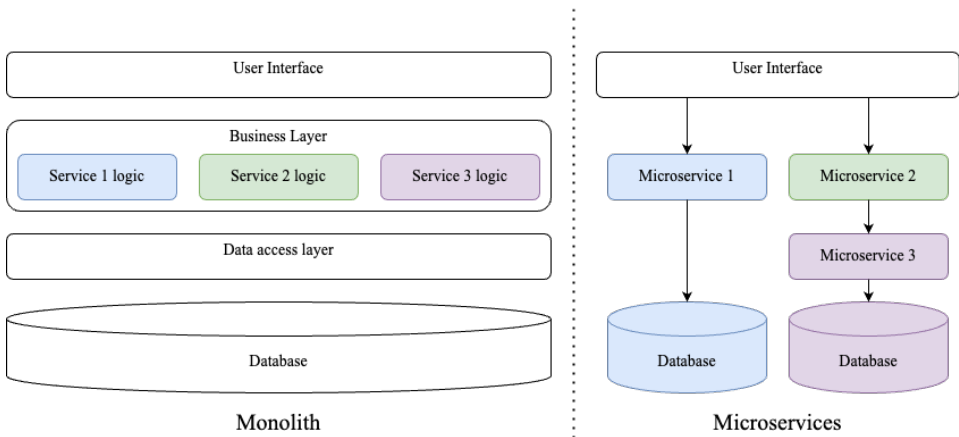 User Interface
Business Layer
Service 1 logic
Service 2 logic
Service 3 logic
Data access layer
Database
Monolith
User Interface
Microservice 1
Microservice 2
Microservice 3
Database
Database
Microservices